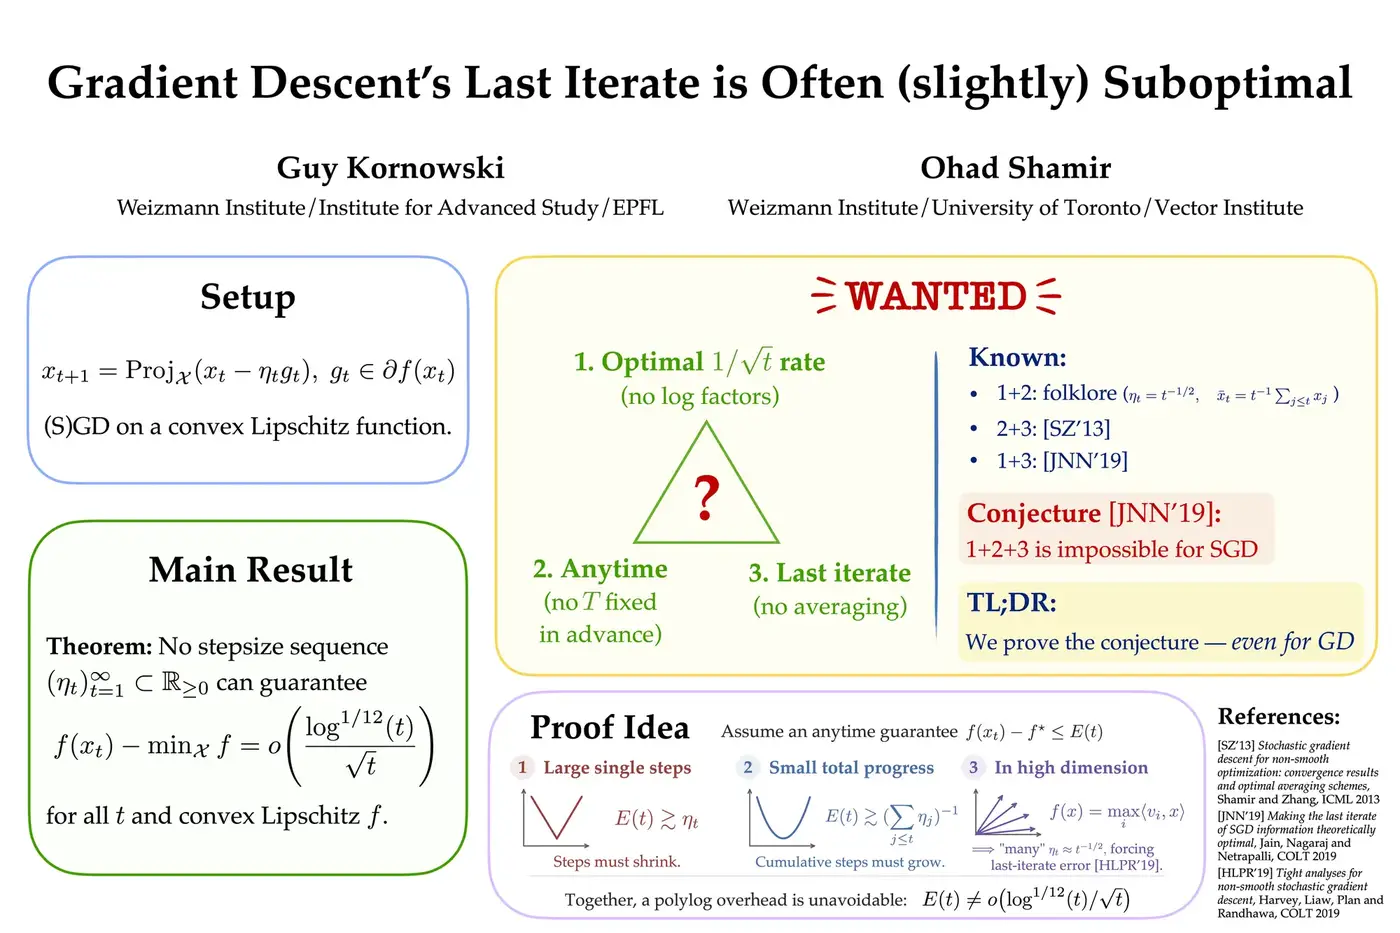 Gradient Descent's Last Iterate is Often (slightly) Suboptimal
Guy Kornowski
Weizmann Institute/Institute for Advanced Study/EPFL
Ohad Shamir
Weizmann Institute/University of Toronto/Vector Institute
Setup
x_{t+1} = Proj_𝒳(x_t − η_t g_t), g_t ∈ ∂f(x_t)
(S)GD on a convex Lipschitz function.
Main Result
Theorem: No stepsize sequence
(η_t)_{t=1}^∞ ⊂ ℝ_{≥0} can guarantee
f(x_t) − min_𝒳 f = o(log^{1/12}(t)/√t)
for all t and convex Lipschitz f.
WANTED
1. Optimal 1/√t rate
(no log factors)
?
2. Anytime
(no T fixed
in advance)
3. Last iterate
(no averaging)
Known:
• 1+2: folklore (η_t = t^{−1/2}, x̄_t = t^{−1} ∑_{j≤t} x_j )
• 2+3: [SZ'13]
• 1+3: [JNN'19]
Conjecture [JNN'19]:
1+2+3 is impossible for SGD
TL;DR:
We prove the conjecture — even for GD
Proof Idea
Assume an anytime guarantee f(x_t) − f* ≤ E(t)
1 Large single steps
E(t) ≳ η_t
Steps must shrink.
2 Small total progress
E(t) ≳ (∑_{j≤t} η_j)^{−1}
Cumulative steps must grow.
3 In high dimension
f(x) = max_i⟨v_i, x⟩
⟹ "many" η_t ≈ t^{−1/2}, forcing
last-iterate error [HLPR'19].
Together, a polylog overhead is unavoidable: E(t) ≠ o(log^{1/12}(t)/√t)
References:
[SZ'13] Stochastic gradient
descent for non-smooth
optimization: convergence results
and optimal averaging schemes,
Shamir and Zhang, ICML 2013
[JNN'19] Making the last iterate
of SGD information theoretically
optimal, Jain, Nagaraj and
Netrapalli, COLT 2019
[HLPR'19] Tight analyses for
non-smooth stochastic gradient
descent, Harvey, Liaw, Plan and
Randhawa, COLT 2019